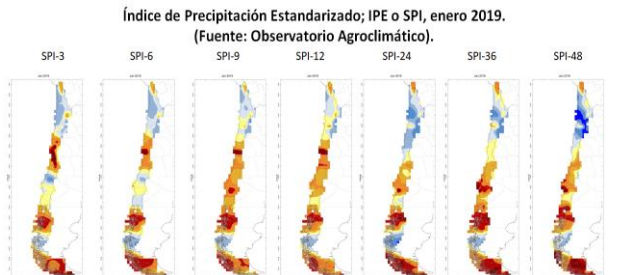 Índice de Precipitación Estandarizado; IPE o SPI, enero 2019.
(Fuente: Observatorio Agroclimático).
SPI-3 SPI-6 SPI-9 SPI-12 SPI-24 SPI-36 SPI-48